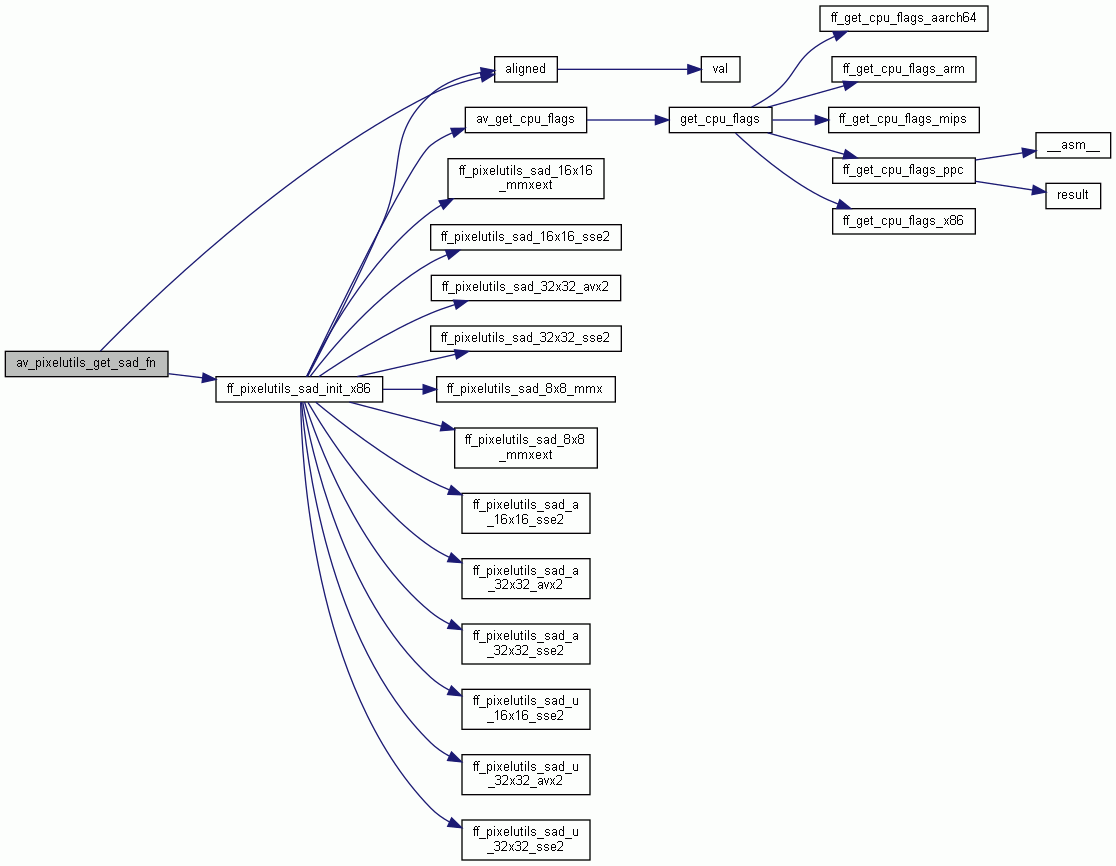 ff_get_cpu_flags_aarch64
aligned
val
ff_get_cpu_flags_arm
av_get_cpu_flags
get_cpu_flags
ff_get_cpu_flags_mips
__asm__
ff_pixelutils_sad_16x16
_mmxext
ff_get_cpu_flags_ppc
result
ff_get_cpu_flags_x86
ff_pixelutils_sad_16x16_sse2
ff_pixelutils_sad_32x32_avx2
ff_pixelutils_sad_32x32_sse2
av_pixelutils_get_sad_fn
ff_pixelutils_sad_init_x86
ff_pixelutils_sad_8x8_mmx
ff_pixelutils_sad_8x8
_mmxext
ff_pixelutils_sad_a
_16x16_sse2
ff_pixelutils_sad_a
_32x32_avx2
ff_pixelutils_sad_a
_32x32_sse2
ff_pixelutils_sad_u
_16x16_sse2
ff_pixelutils_sad_u
_32x32_avx2
ff_pixelutils_sad_u
_32x32_sse2